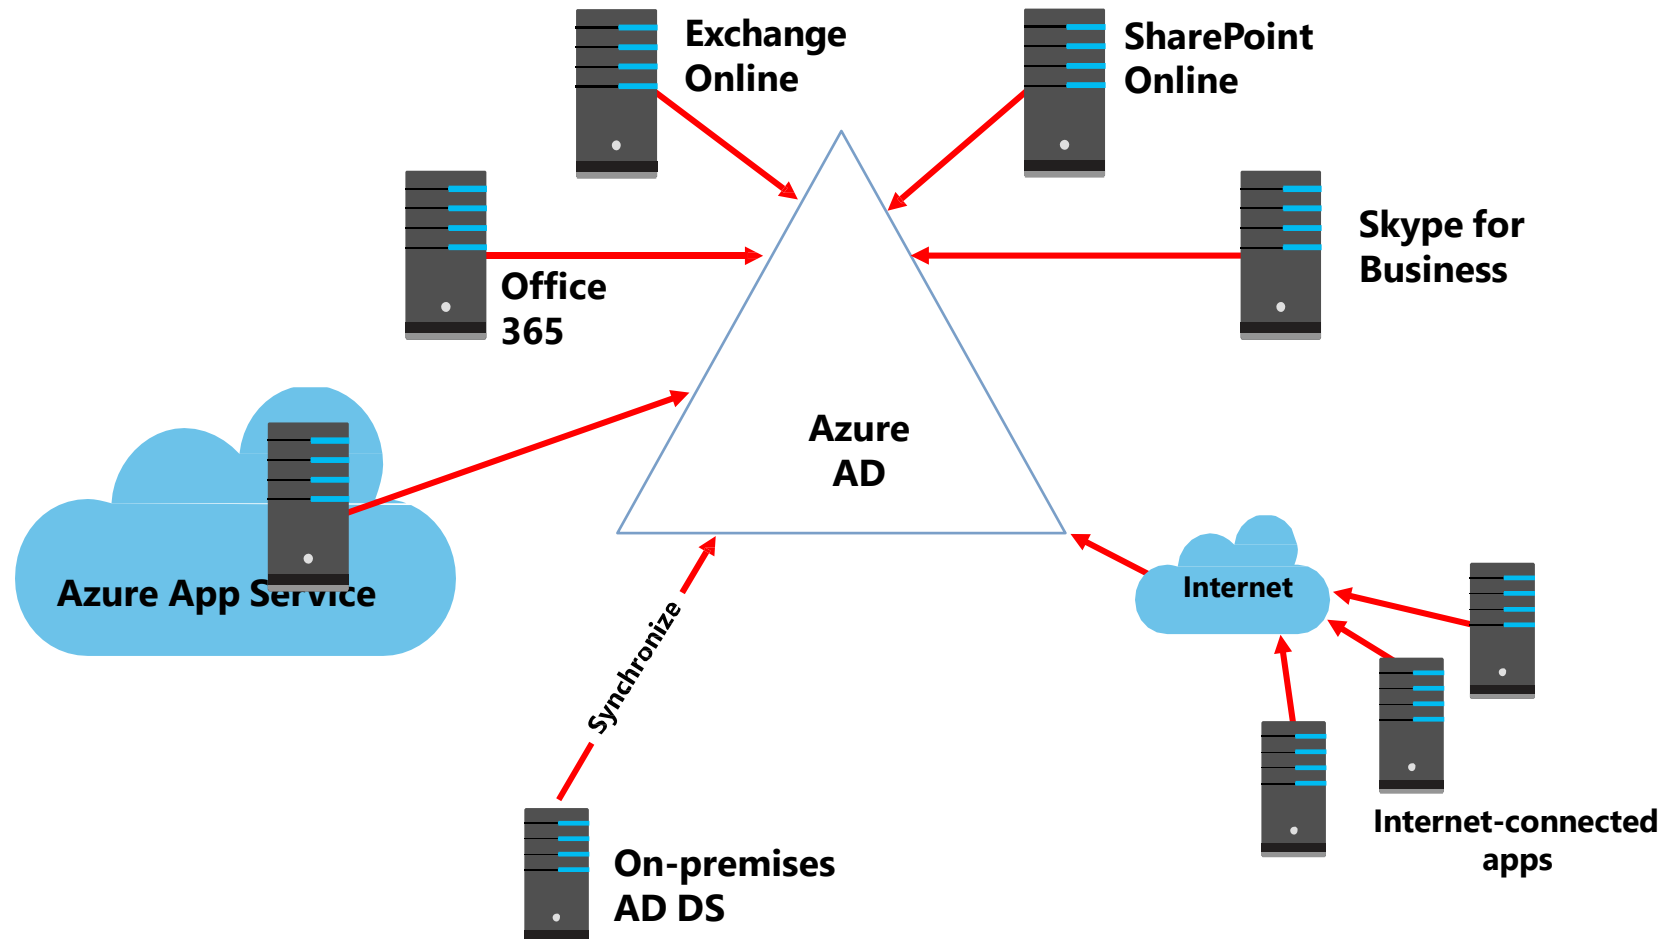 Exchange
Online
SharePoint
Online
Office
365
Skype for
Business
Azure
AD
Azure App Service
Internet
Synchronize
On-premises
AD DS
Internet-connected
apps